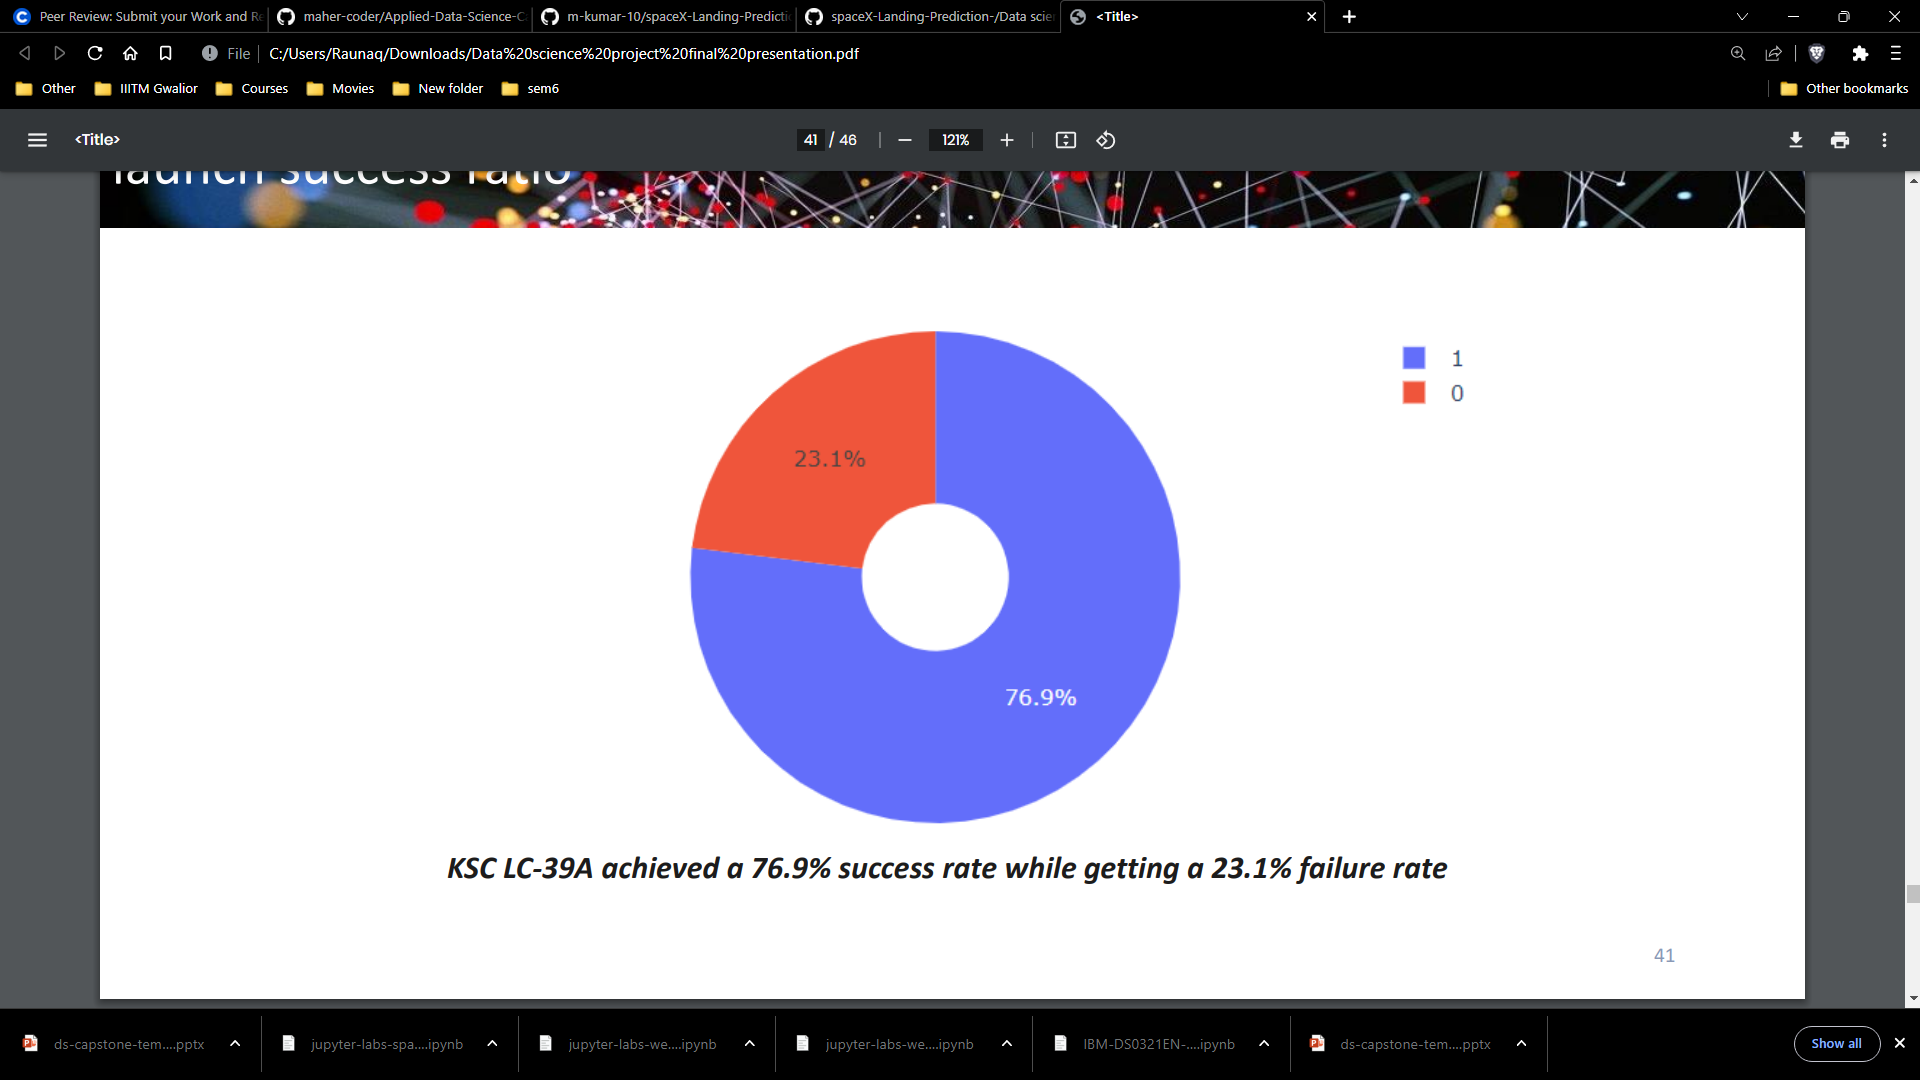 Peer Review: Submit your Work and Re
maher-coder/Applied-Data-Science-C
m-kumar-10/spaceX-Landing-Predicti
spaceX-Landing-Prediction-/Data scien
<Title>
File
C:/Users/Raunaq/Downloads/Data%20science%20project%20final%20presentation.pdf
Other
IIITM Gwalior
Courses
Movies
New folder
sem6
Other bookmarks
<Title>
41 / 46
121%
launch success ratio
1
0
23.1%
76.9%
KSC LC-39A achieved a 76.9% success rate while getting a 23.1% failure rate
41
ds-capstone-tem....pptx
jupyter-labs-spa....ipynb
jupyter-labs-we....ipynb
jupyter-labs-we....ipynb
IBM-DS0321EN-....ipynb
ds-capstone-tem....pptx
Show all